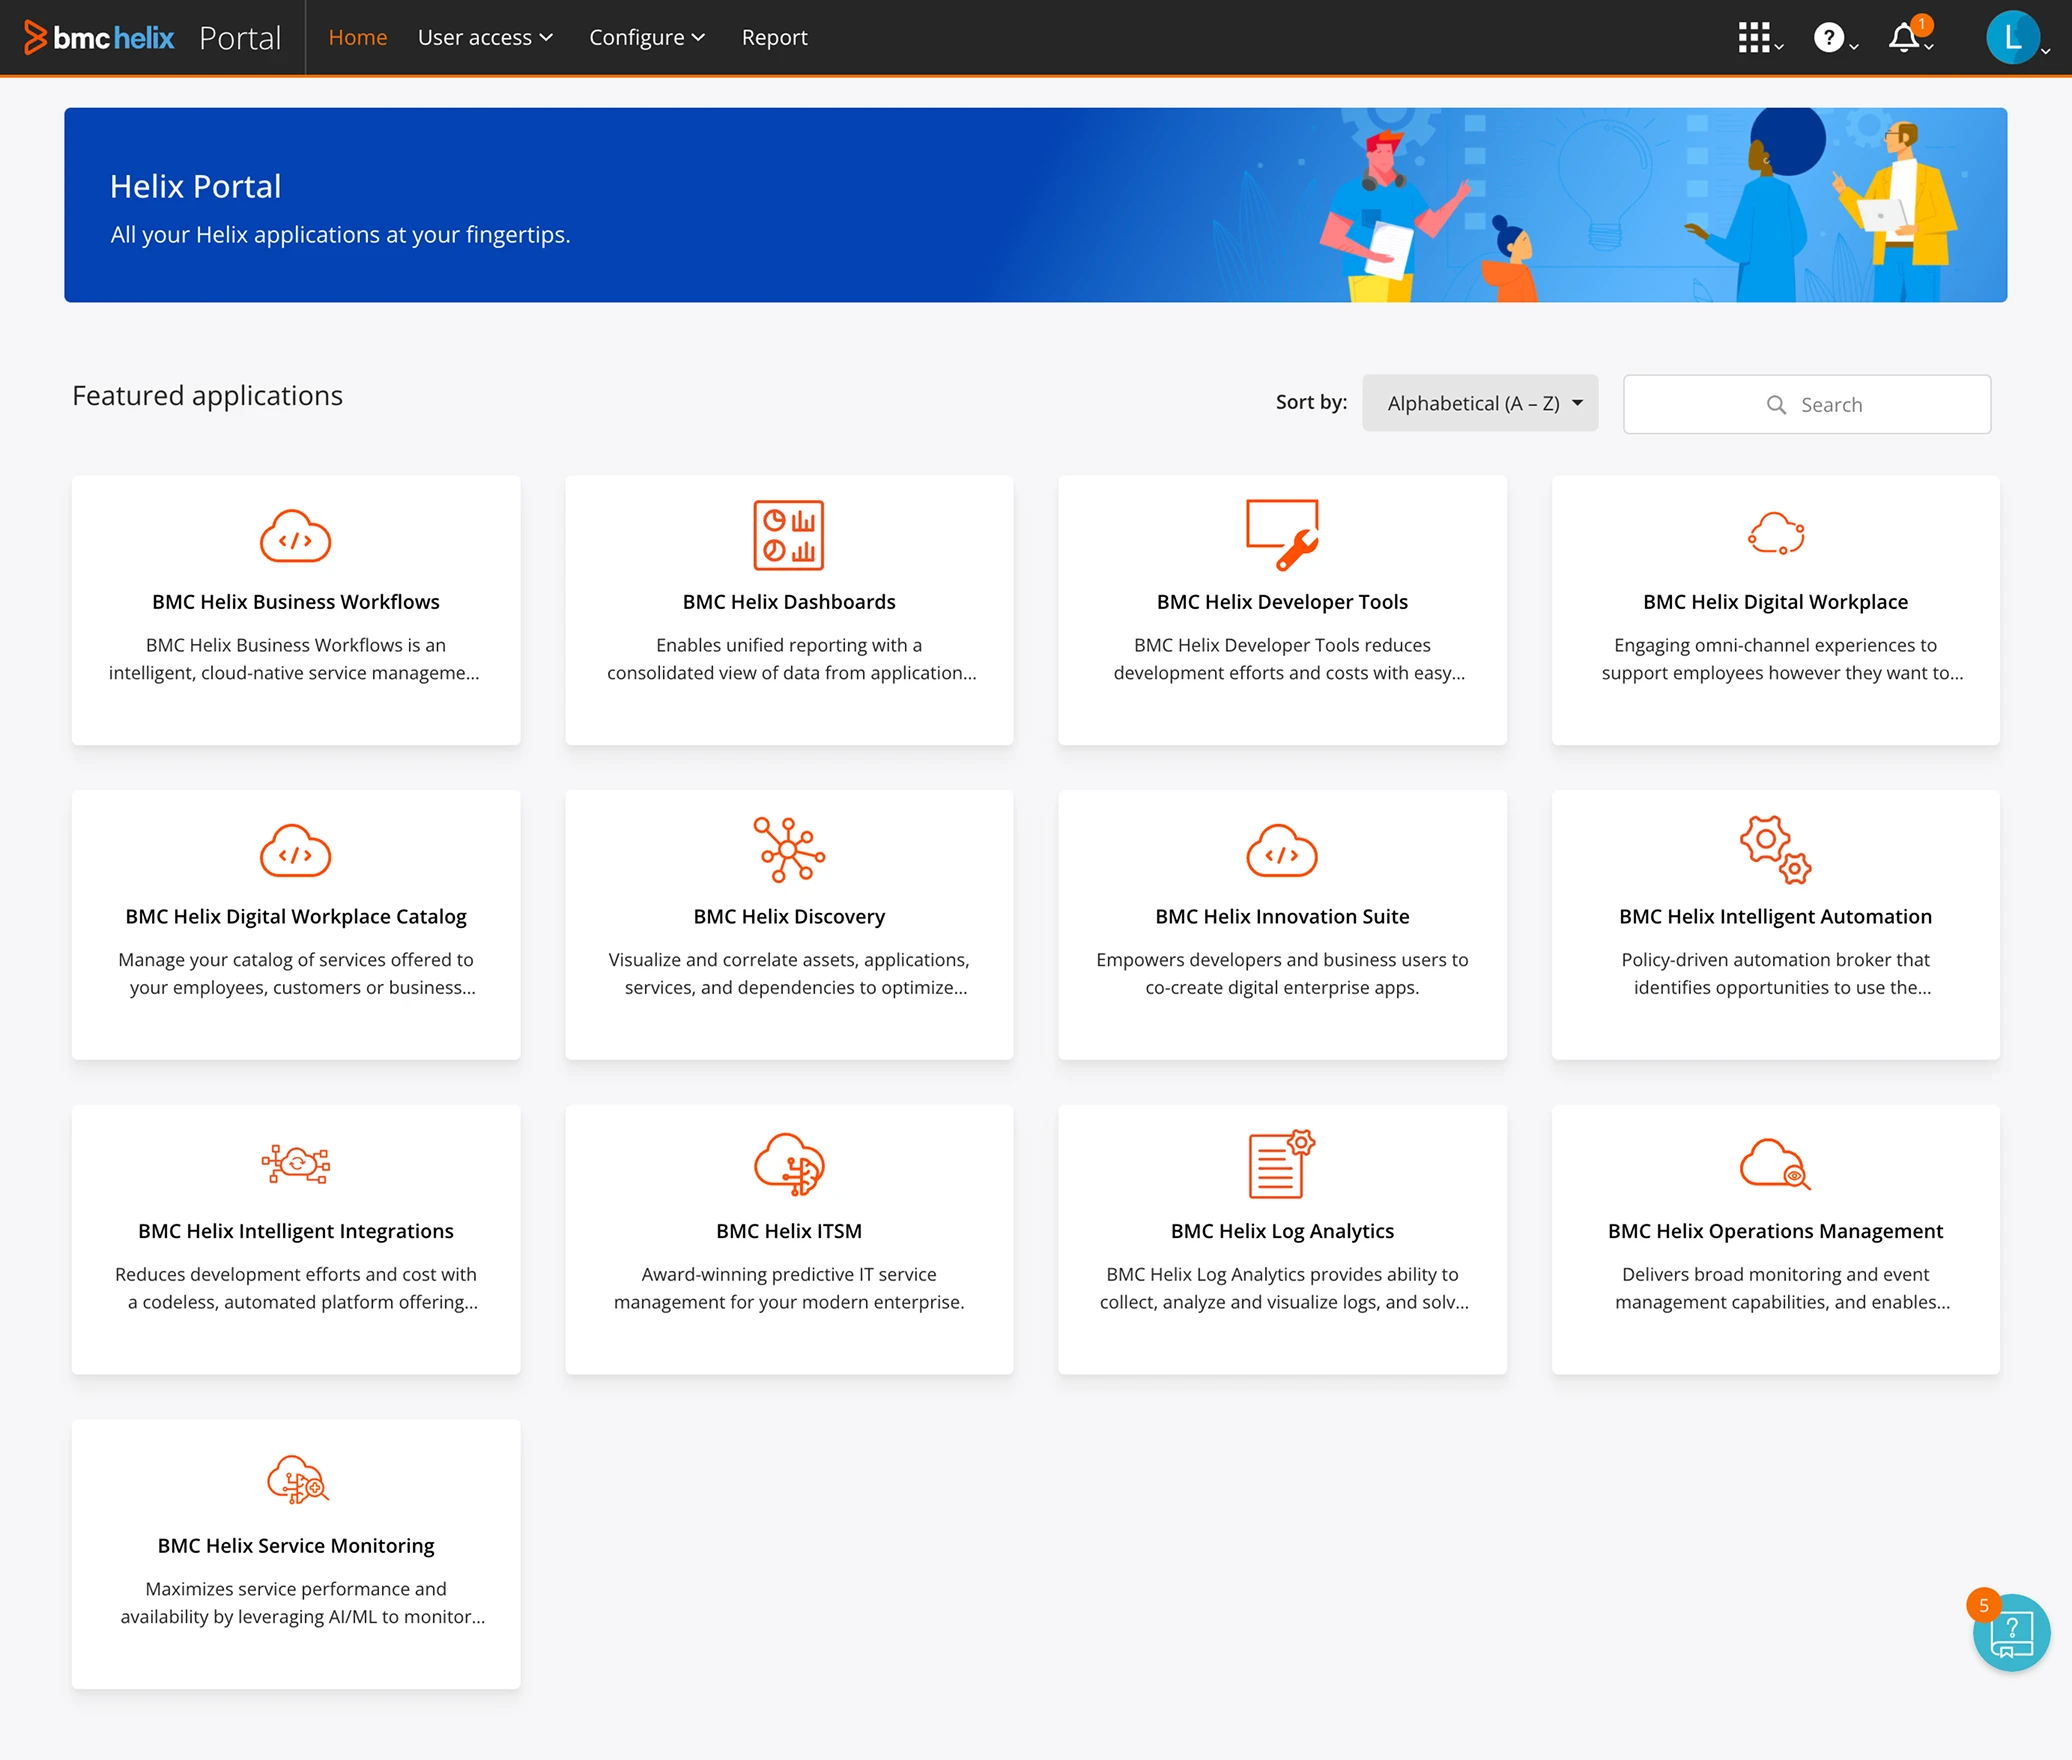 bmc helix Portal Home User access Configure Report ? 1 L
Helix Portal
All your Helix applications at your fingertips.
Featured applications
Sort by: Alphabetical (A – Z) Search
BMC Helix Business Workflows
BMC Helix Business Workflows is an
intelligent, cloud-native service manageme...
BMC Helix Dashboards
Enables unified reporting with a
consolidated view of data from application...
BMC Helix Developer Tools
BMC Helix Developer Tools reduces
development efforts and costs with easy...
BMC Helix Digital Workplace
Engaging omni-channel experiences to
support employees however they want to...
BMC Helix Digital Workplace Catalog
Manage your catalog of services offered to
your employees, customers or business...
BMC Helix Discovery
Visualize and correlate assets, applications,
services, and dependencies to optimize...
BMC Helix Innovation Suite
Empowers developers and business users to
co-create digital enterprise apps.
BMC Helix Intelligent Automation
Policy-driven automation broker that
identifies opportunities to use the...
BMC Helix Intelligent Integrations
Reduces development efforts and cost with
a codeless, automated platform offering...
BMC Helix ITSM
Award-winning predictive IT service
management for your modern enterprise.
BMC Helix Log Analytics
BMC Helix Log Analytics provides ability to
collect, analyze and visualize logs, and solv...
BMC Helix Operations Management
Delivers broad monitoring and event
management capabilities, and enables...
BMC Helix Service Monitoring
Maximizes service performance and
availability by leveraging AI/ML to monitor...
5
?